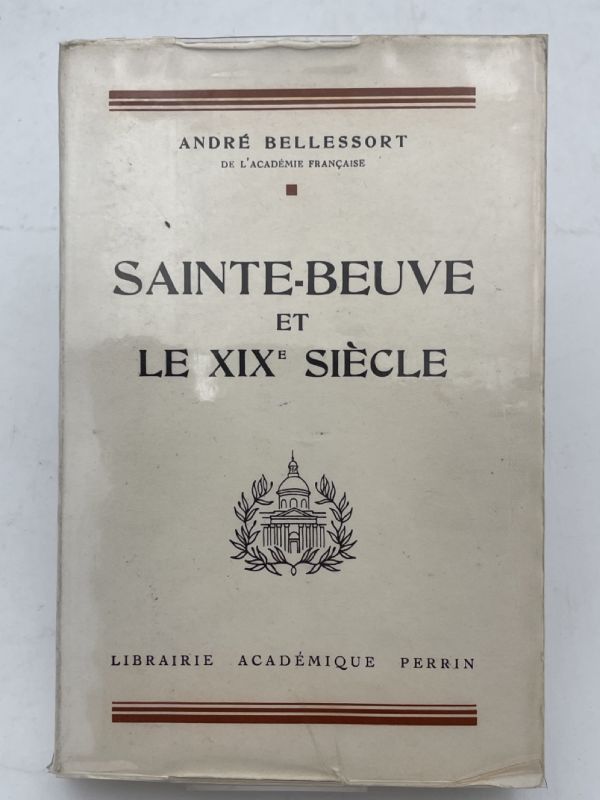 ANDRÉ BELLESSORT
DE L'ACADÉMIE FRANÇAISE
SAINTE-BEUVE
ET
LE XIXE SIÈCLE
LIBRAIRIE ACADÉMIQUE PERRIN